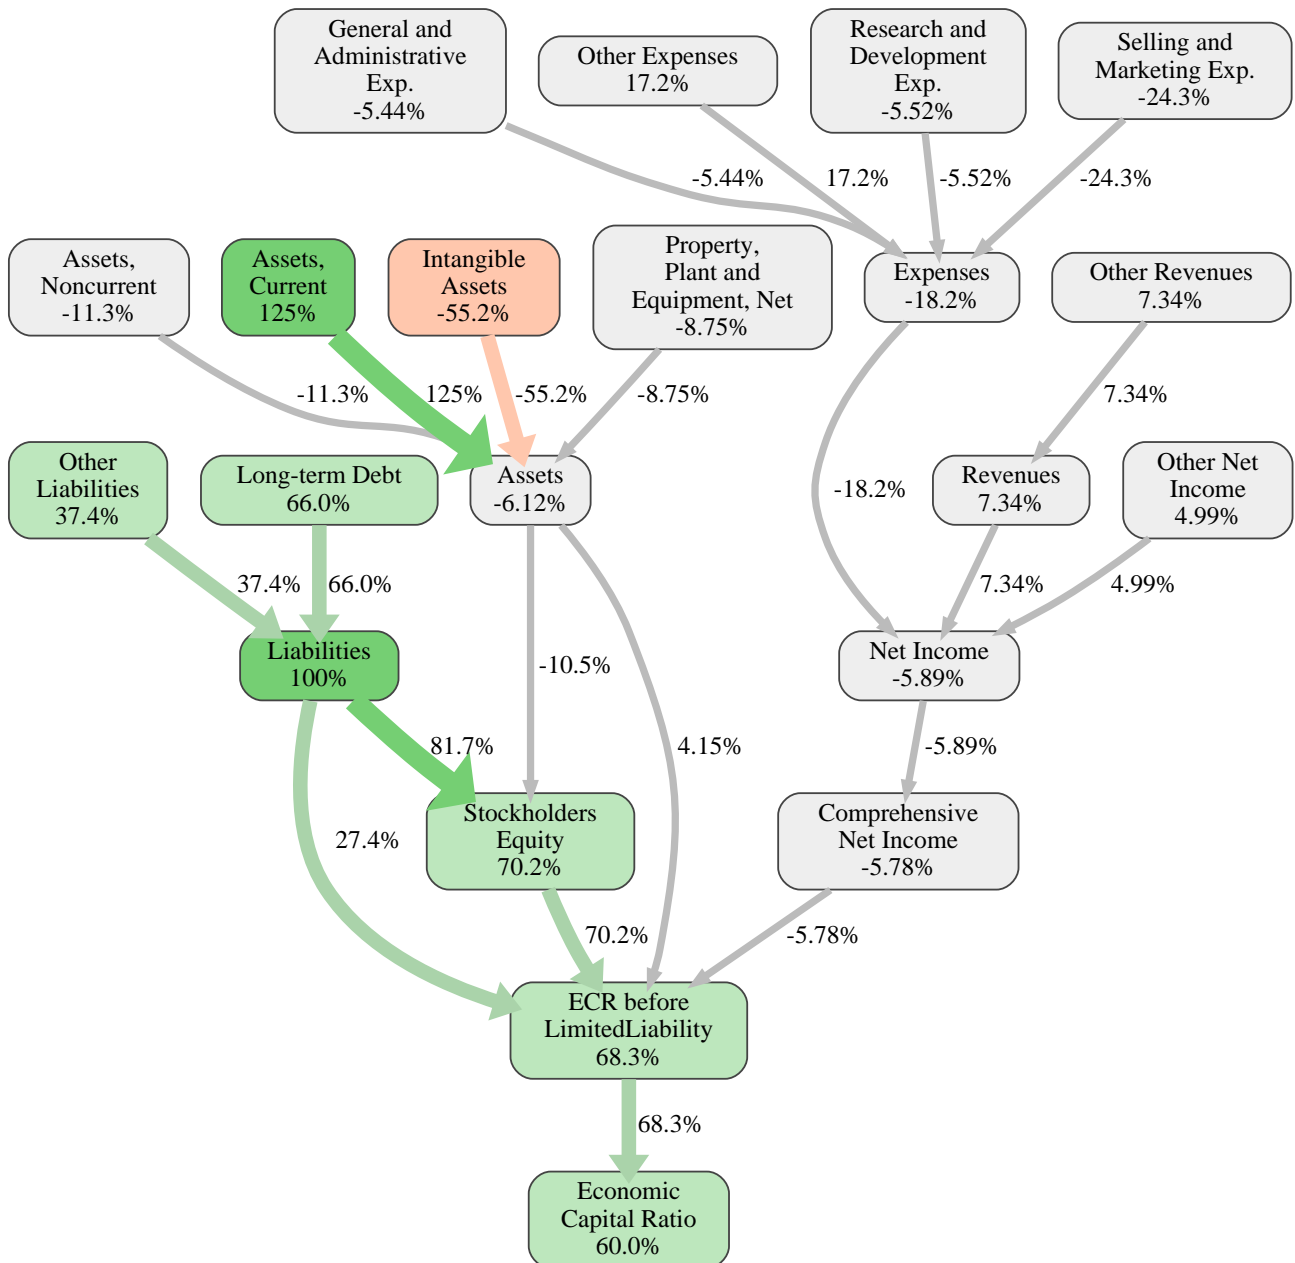 General and
Administrative
Exp.
-5.44%
Other Expenses
17.2%
Research and
Development
Exp.
-5.52%
Selling and
Marketing Exp.
-24.3%
-5.44%
17.2%
-5.52%
-24.3%
Assets,
Noncurrent
-11.3%
Assets,
Current
125%
Intangible
Assets
-55.2%
Property,
Plant and
Equipment, Net
-8.75%
Expenses
-18.2%
Other Revenues
7.34%
-11.3%
125%
-55.2%
-8.75%
7.34%
Other
Liabilities
37.4%
Long-term Debt
66.0%
Assets
-6.12%
-18.2%
Revenues
7.34%
Other Net
Income
4.99%
37.4%
66.0%
7.34%
4.99%
Liabilities
100%
-10.5%
Net Income
-5.89%
81.7%
4.15%
-5.89%
27.4%
Stockholders
Equity
70.2%
Comprehensive
Net Income
-5.78%
70.2%
-5.78%
ECR before
LimitedLiability
68.3%
68.3%
Economic
Capital Ratio
60.0%